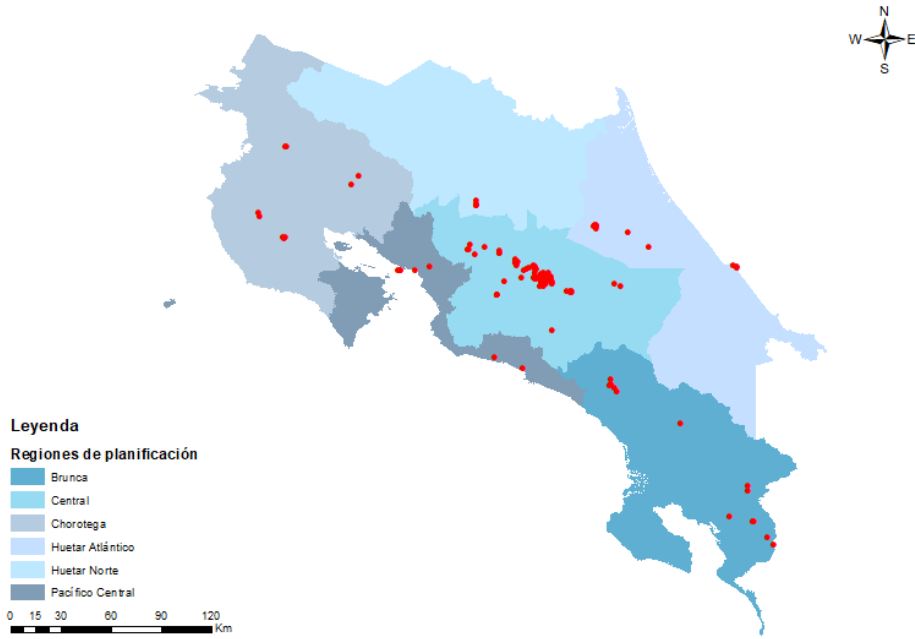 N
W E
S
Leyenda
Regiones de planificación
Brunca
Central
Chorotega
Huetar Atlántico
Huetar Norte
Pacífico Central
0 15 30 60 90 120
Km